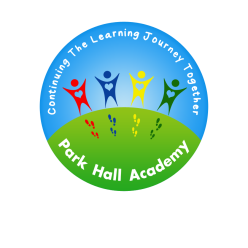 Continuing The Learning Journey Together
Park Hall Academy